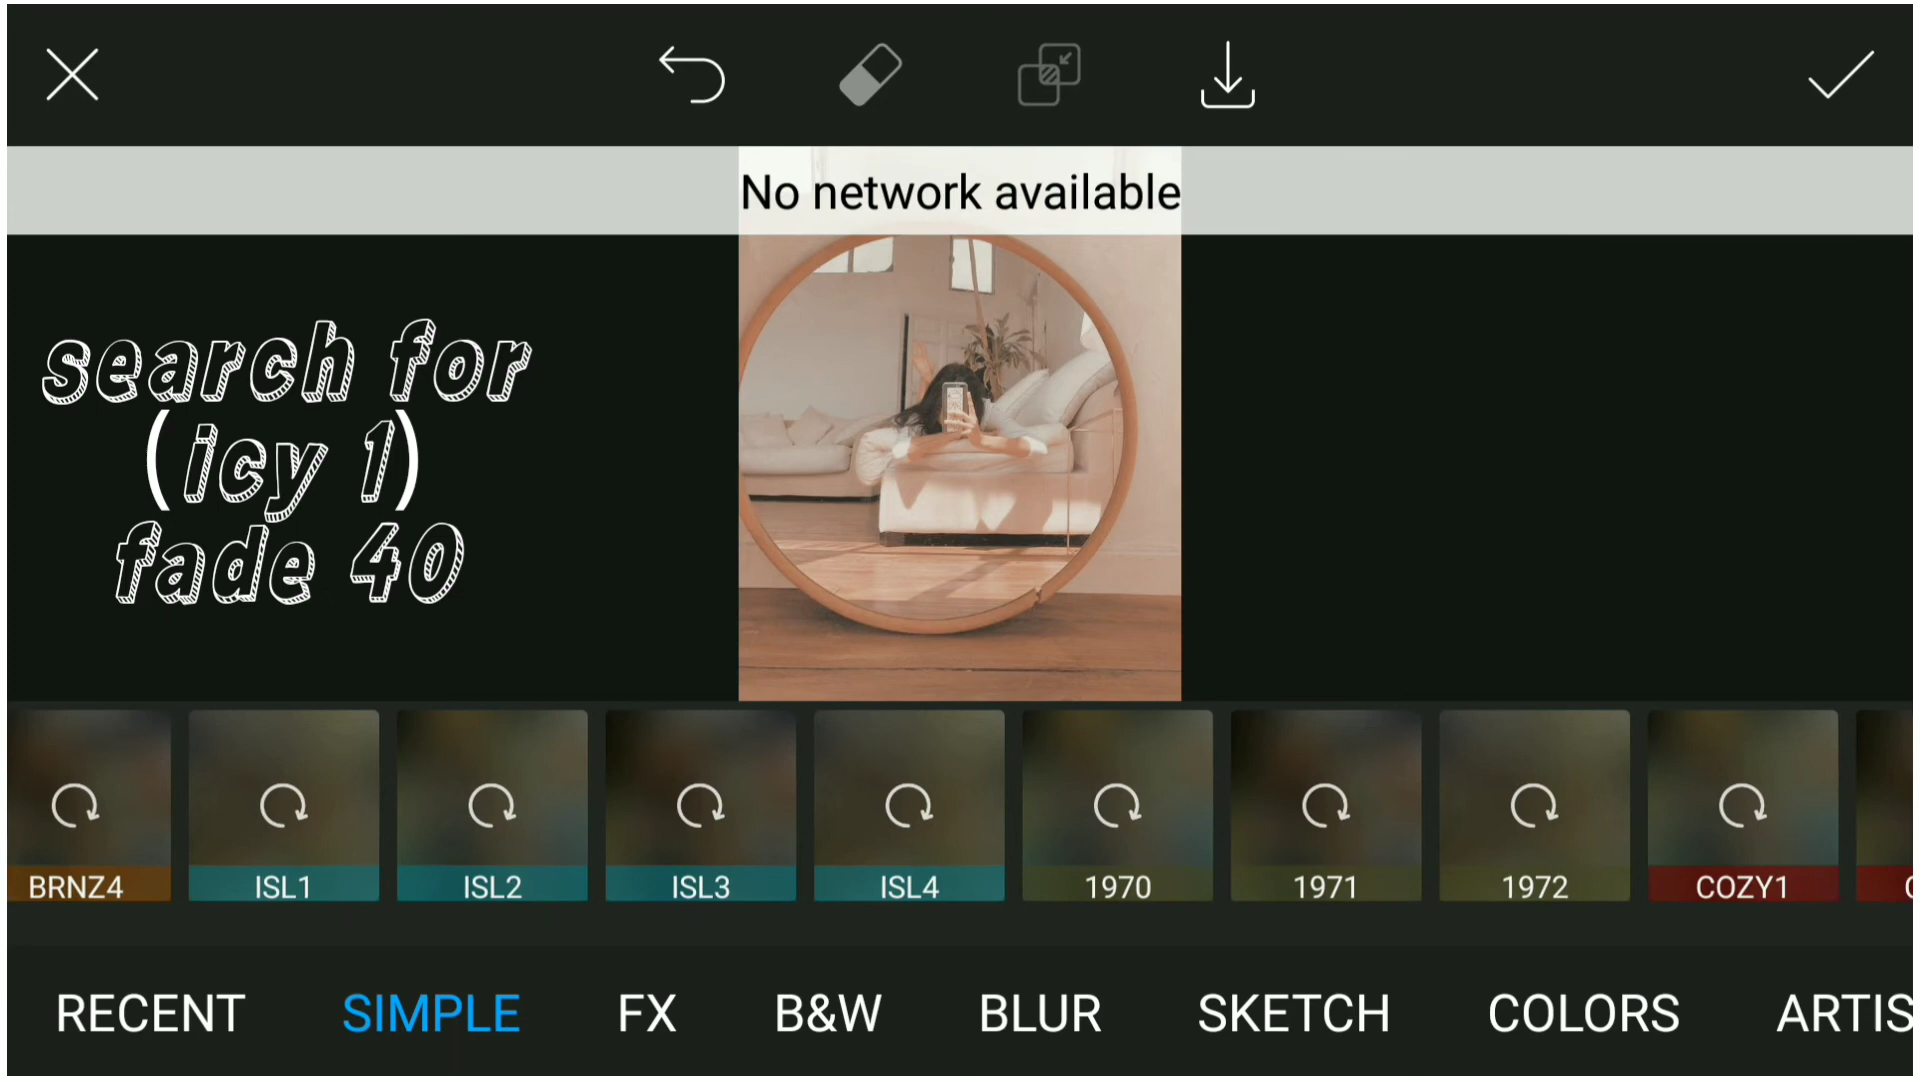 No network available
search for
(icy 1)
fade 40
BRNZ4
ISL1
ISL2
ISL3
ISL4
1970
1971
1972
COZY1
RECENT
SIMPLE
FX
B&W
BLUR
SKETCH
COLORS
ARTIS